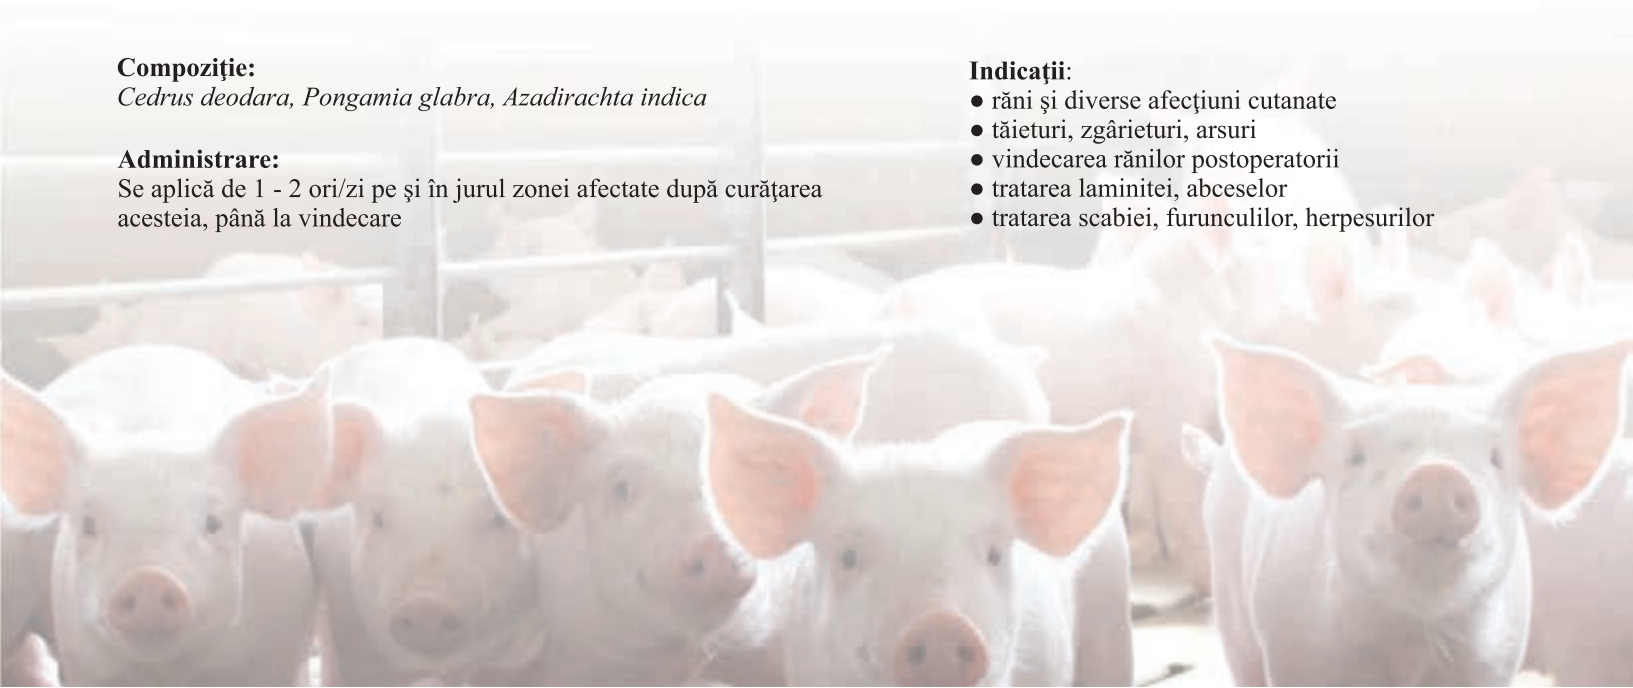 Compoziţie:
Cedrus deodara, Pongamia glabra, Azadirachta indica
Administrare:
Se aplică de 1 - 2 ori/zi pe şi în jurul zonei afectate după curăţarea
acesteia, până la vindecare
Indicaţii:
● răni şi diverse afecţiuni cutanate
● tăieturi, zgârieturi, arsuri
● vindecarea rănilor postoperatorii
● tratarea laminitei, abceselor
● tratarea scabiei, furunculilor, herpesurilor